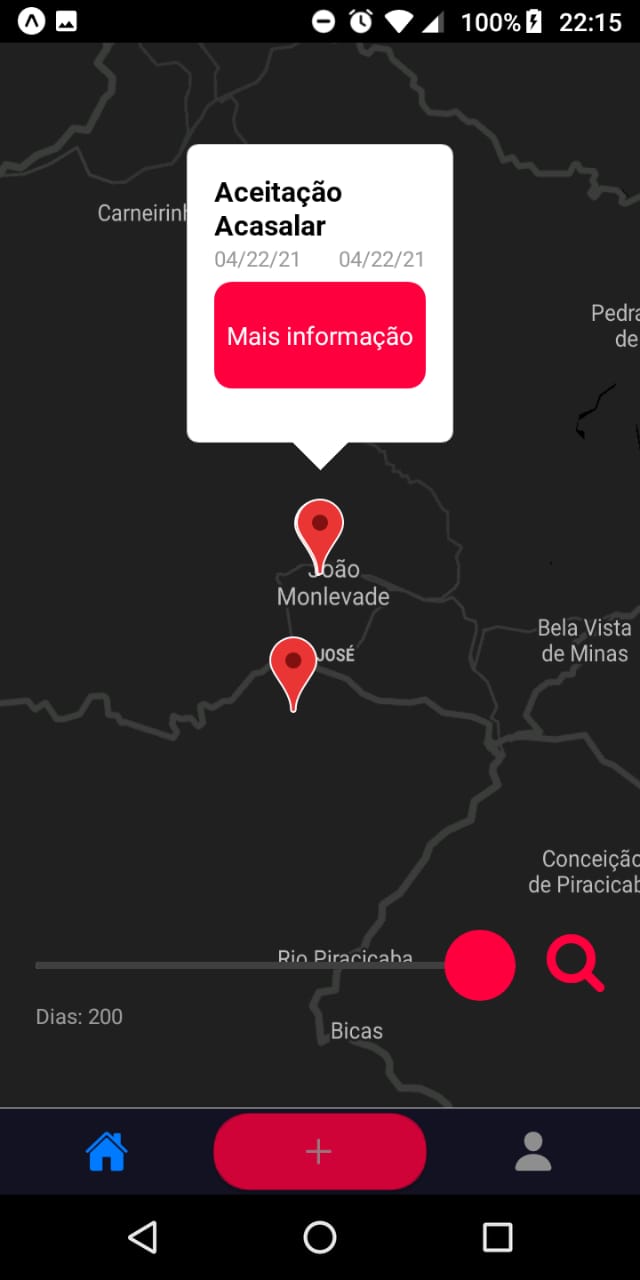 100% 22:15
Aceitação
Acasalar
04/22/21 04/22/21
Mais informação
Carneirinh
Pedra
de
João
Monlevade
JOSÉ
Bela Vista
de Minas
Conceição
de Piracicab
Rio Piracicaba
Dias: 200
Bicas